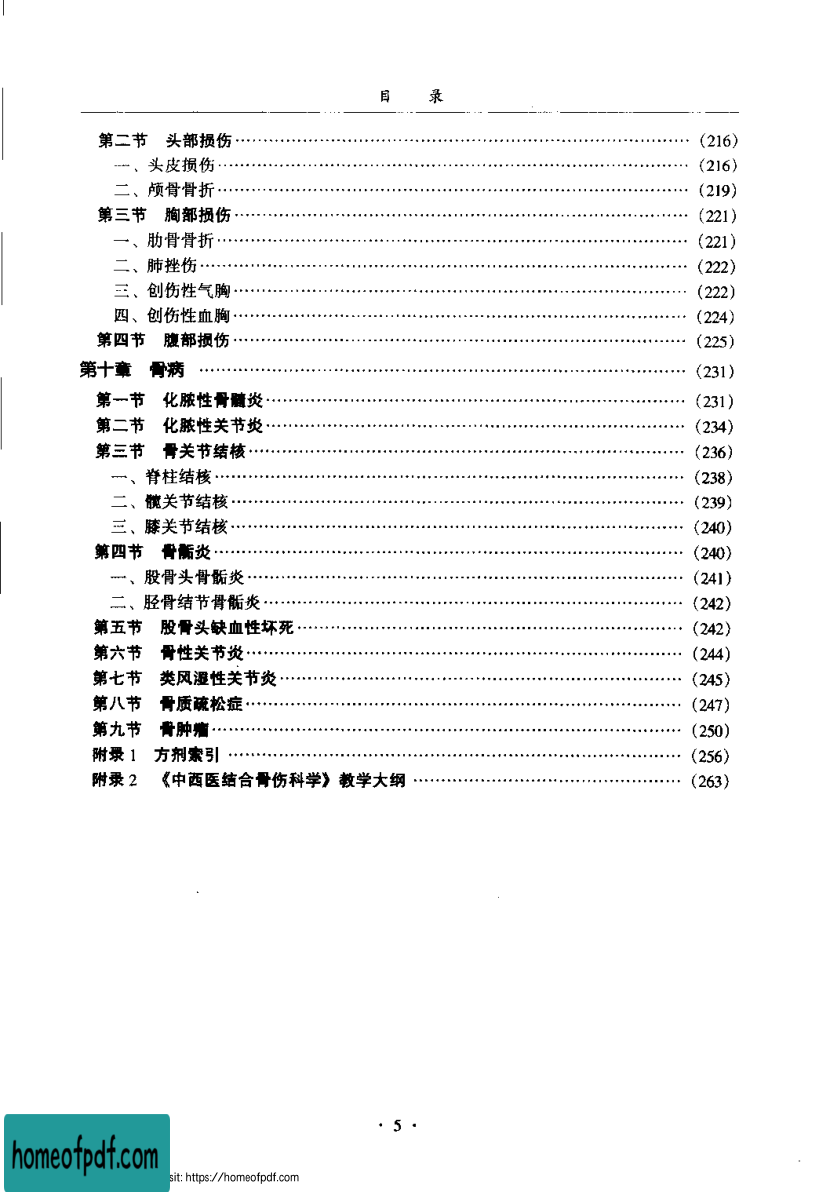 目 录
第二节 头部损伤……(216)
一、头皮损伤……(216)
二、颅骨骨折……(219)
第三节 胸部损伤……(221)
一、肋骨骨折……(221)
二、肺挫伤……(222)
三、创伤性气胸……(222)
四、创伤性血胸……(224)
第四节 腹部损伤……(225)
第十章 骨病……(231)
第一节 化脓性骨髓炎……(231)
第二节 化脓性关节炎……(234)
第三节 骨关节结核……(236)
一、脊柱结核……(238)
二、髋关节结核……(239)
三、膝关节结核……(240)
第四节 骨骺炎……(240)
一、股骨头骨骺炎……(241)
二、胫骨结节骨骺炎……(242)
第五节 股骨头缺血性坏死……(242)
第六节 骨性关节炎……(244)
第七节 类风湿性关节炎……(245)
第八节 骨质疏松症……(247)
第九节 骨肿瘤……(250)
附录1 方剂索引……(256)
附录2 《中西医结合骨伤科学》教学大纲……(263)
· 5 ·
homeofpdf.com
sit: https://homeofpdf.com